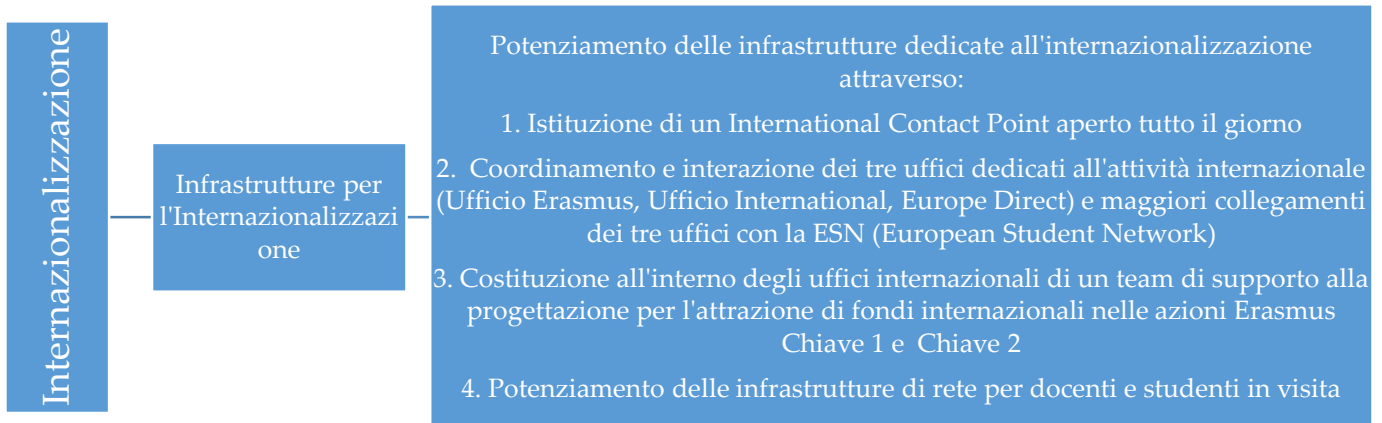 Internazionalizzazione
Infrastrutture per
l'Internazionalizzazi
one
Potenziamento delle infrastrutture dedicate all'internazionalizzazione
attraverso:
1. Istituzione di un International Contact Point aperto tutto il giorno
2. Coordinamento e interazione dei tre uffici dedicati all'attività internazionale
(Ufficio Erasmus, Ufficio International, Europe Direct) e maggiori collegamenti
dei tre uffici con la ESN (European Student Network)
3. Costituzione all'interno degli uffici internazionali di un team di supporto alla
progettazione per l'attrazione di fondi internazionali nelle azioni Erasmus
Chiave 1 e Chiave 2
4. Potenziamento delle infrastrutture di rete per docenti e studenti in visita